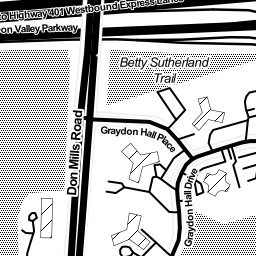 to Highway 401 Westbound Express Lanes
on Valley Parkway
Betty Sutherland
Trail
Graydon Hall Place
Don Mills Road
Graydon Hall Drive